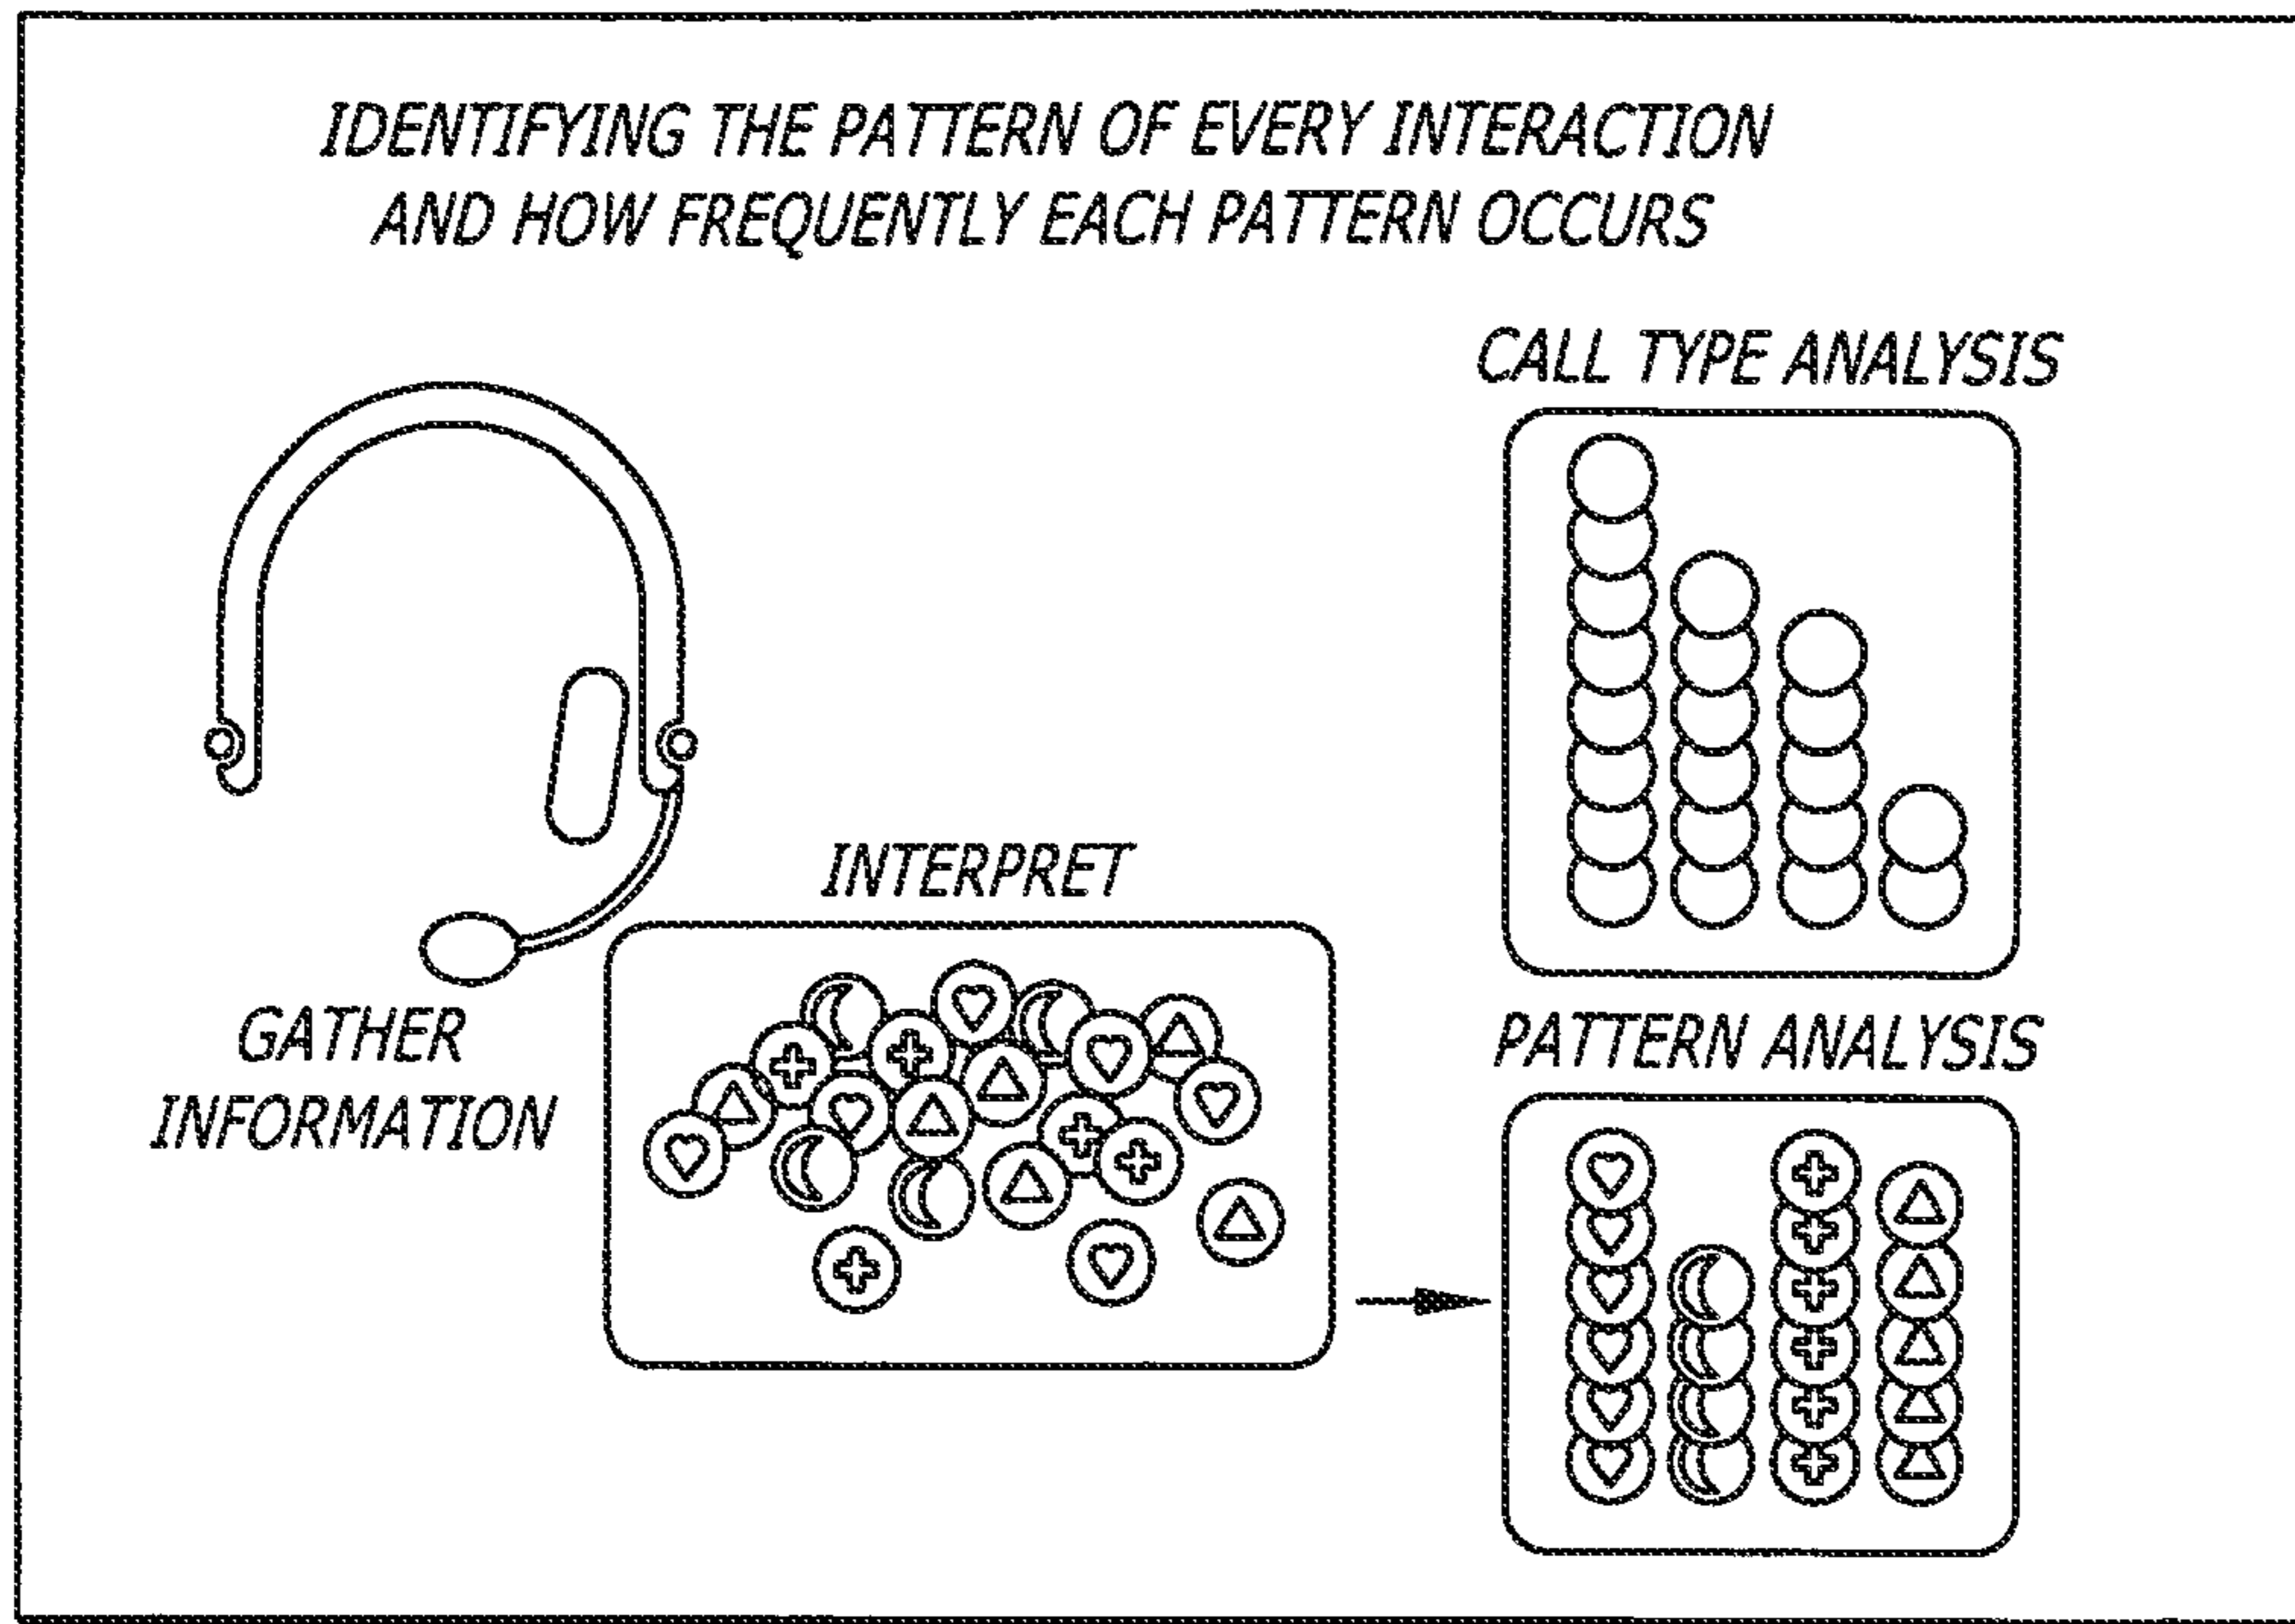 IDENTIFYING THE PATTERN OF EVERY INTERACTION
AND HOW FREQUENTLY EACH PATTERN OCCURS
CALL TYPE ANALYSIS
INTERPRET
GATHER
INFORMATION
PATTERN ANALYSIS